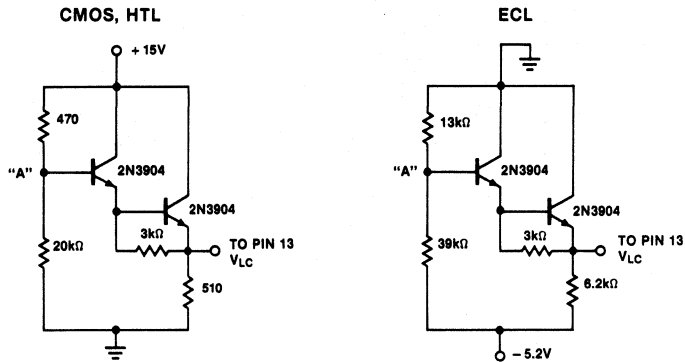 CMOS, HTL
+ 15V
470
"A"
2N3904
2N3904
3kΩ
20kΩ
TO PIN 13
VLC
510
ECL
13kΩ
"A"
2N3904
2N3904
3kΩ
39kΩ
TO PIN 13
VLC
6.2kΩ
– 5.2V